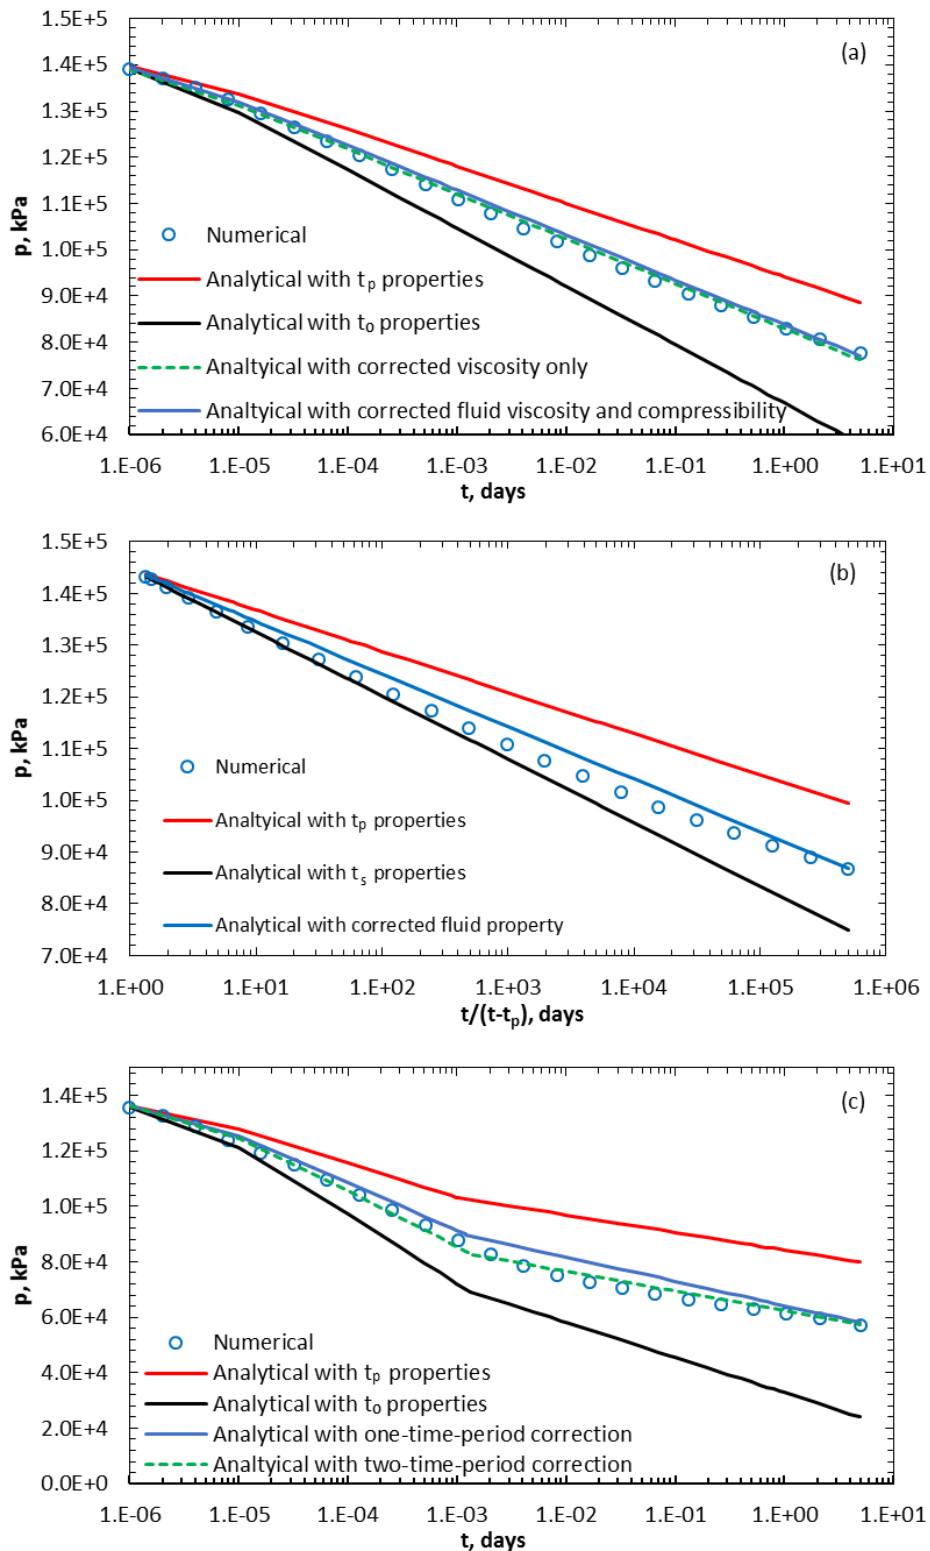 1.5E+5
(a)
1.4E+5
1.3E+5
1.2E+5
1.1E+5
1.0E+5
9.0E+4
8.0E+4
7.0E+4
6.0E+4
p, kPa
Numerical
Analytical with tp properties
Analytical with to properties
Analtyical with corrected viscosity only
Analtyical with corrected fluid viscosity and compressibility
1.E-06 1.E-05 1.E-04 1.E-03 1.E-02 1.E-01 1.E+00 1.E+01
t, days
1.5E+5
(b)
1.4E+5
1.3E+5
1.2E+5
1.1E+5
1.0E+5
9.0E+4
8.0E+4
7.0E+4
p, kPa
Numerical
Analtyical with tp properties
Analtyical with ts properties
Analytical with corrected fluid property
1.E+00 1.E+01 1.E+02 1.E+03 1.E+04 1.E+05 1.E+06
t/(t-tp), days
(c)
1.4E+5
1.2E+5
1.0E+5
8.0E+4
6.0E+4
4.0E+4
2.0E+4
0.0E+0
p, kPa
Numerical
Analytical with tp properties
Analytical with to properties
Analytical with one-time-period correction
Analtyical with two-time-period correction
1.E-06 1.E-05 1.E-04 1.E-03 1.E-02 1.E-01 1.E+00 1.E+01
t, days